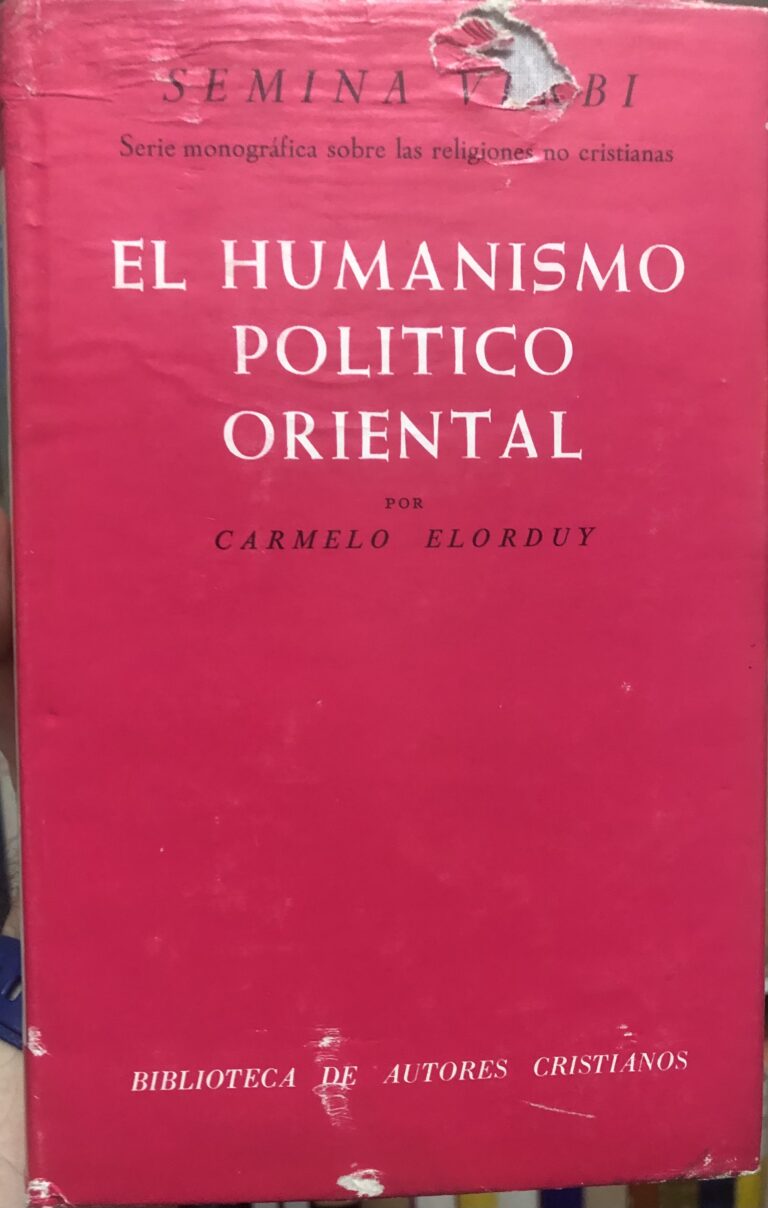 SEMINA
Serie monográfica sobre las religiones no cristianas
EL HUMANISMO
POLITICO
ORIENTAL
POR
CARMELO ELORDUY
BIBLIOTECA DE AUTORES CRISTIANOS